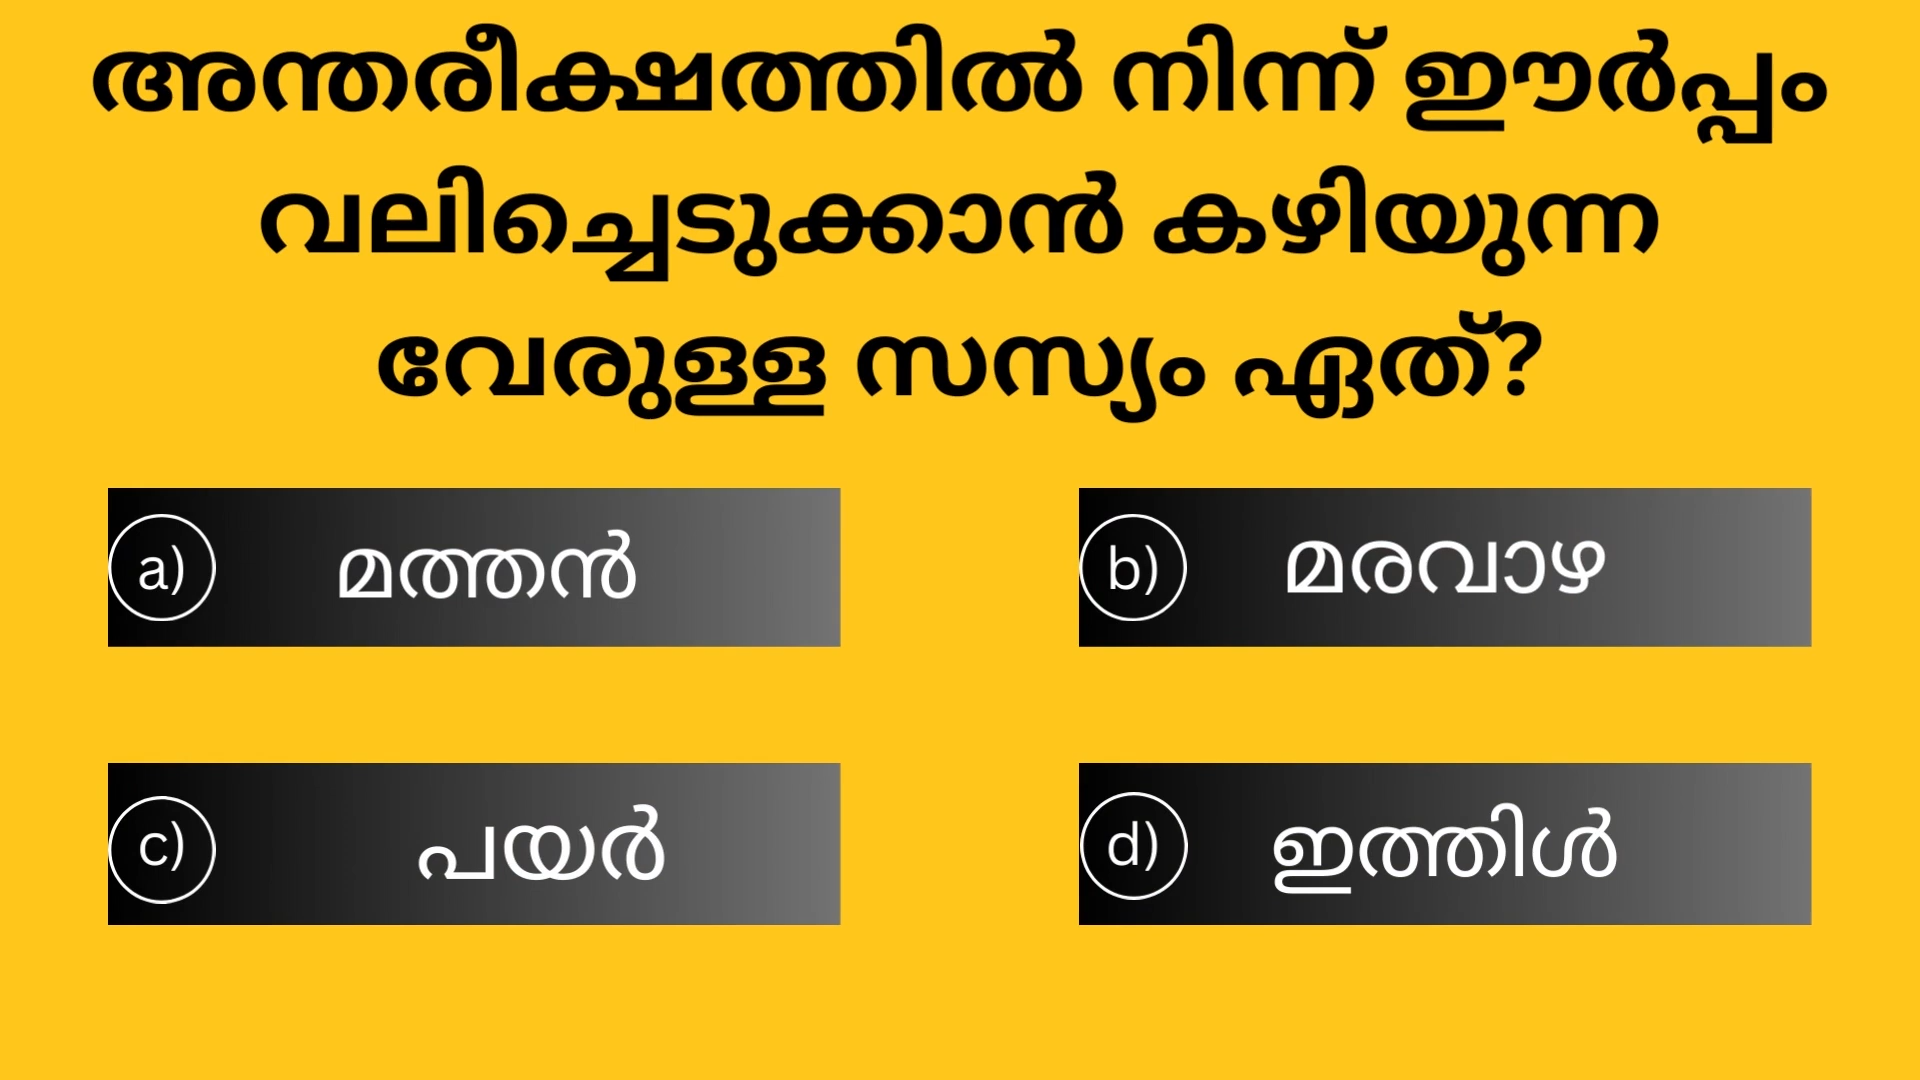 അന്തരീക്ഷത്തിൽ നിന്ന് ഈർപ്പം
വലിച്ചെടുക്കാൻ കഴിയുന്ന
വേരുള്ള സസ്യം ഏത്?
a) മത്തൻ
b) മരവാഴ
c) പയർ
d) ഇത്തിൾ